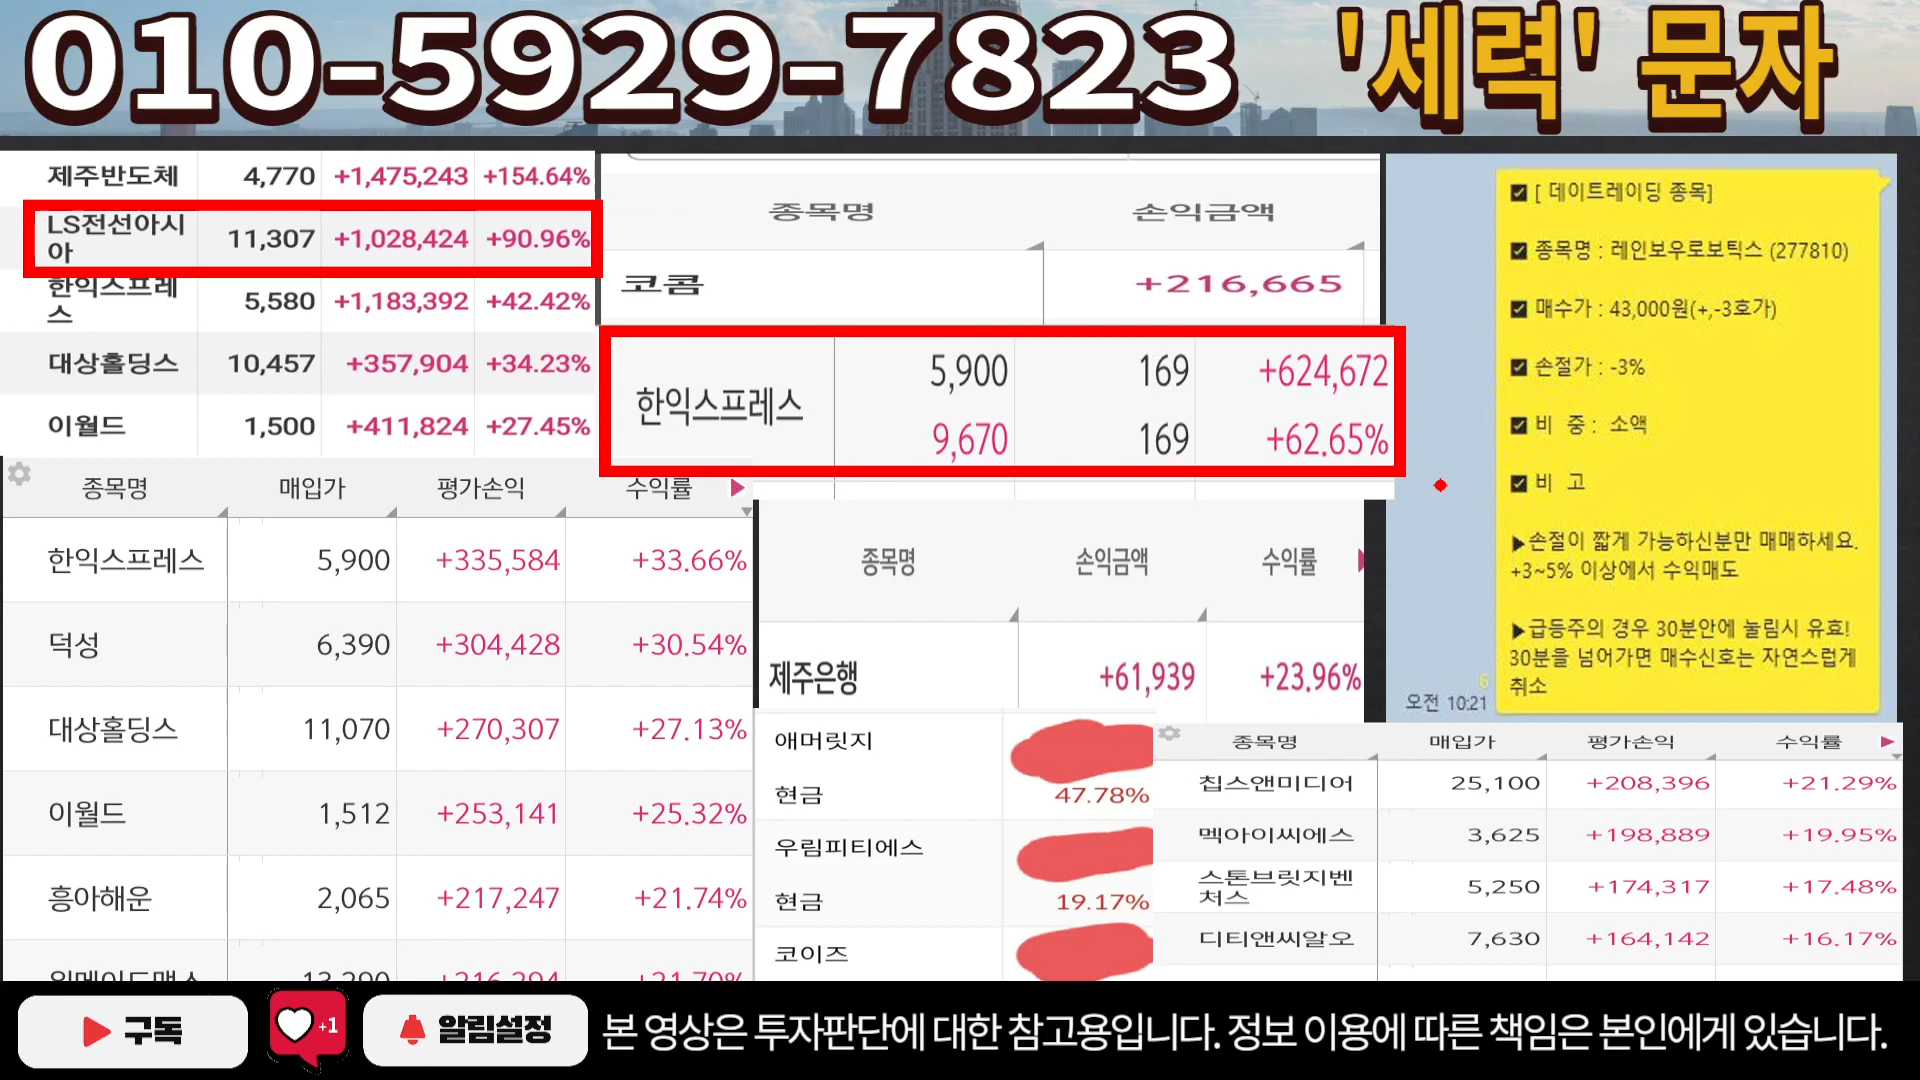 010-5929-7823 '세력' 문자
제주반도체 4,770 +1,475,243 +154.64%
LS전선아시아 11,307 +1,028,424 +90.96%
한익스프레스 5,580 +1,183,392 +42.42%
대상홀딩스 10,457 +357,904 +34.23%
이월드 1,500 +411,824 +27.45%
종목명 손익금액
코콤 +216,665
한익스프레스 5,900 169 +624,672
9,670 169 +62.65%
☑ [ 데이트레이딩 종목]
☑ 종목명 : 레인보우로보틱스 (277810)
☑ 매수가 : 43,000원(+,-3호가)
☑ 손절가 : -3%
☑ 비 중 : 소액
☑ 비 고
▶손절이 짧게 가능하신분만 매매하세요.
+3~5% 이상에서 수익매도
▶급등주의 경우 30분안에 눌림시 유효!
30분을 넘어가면 매수신호는 자연스럽게
취소
6
오전 10:21
종목명 매입가 평가손익 수익률
한익스프레스 5,900 +335,584 +33.66%
덕성 6,390 +304,428 +30.54%
대상홀딩스 11,070 +270,307 +27.13%
이월드 1,512 +253,141 +25.32%
흥아해운 2,065 +217,247 +21.74%
종목명 손익금액 수익률
제주은행 +61,939 +23.96%
애머릿지
현금 47.78%
우림피티에스
현금 19.17%
코이즈
종목명 매입가 평가손익 수익률
칩스앤미디어 25,100 +208,396 +21.29%
멕아이씨에스 3,625 +198,889 +19.95%
스톤브릿지벤처스 5,250 +174,317 +17.48%
디티앤씨알오 7,630 +164,142 +16.17%
구독 +1 알림설정 본 영상은 투자판단에 대한 참고용입니다. 정보 이용에 따른 책임은 본인에게 있습니다.